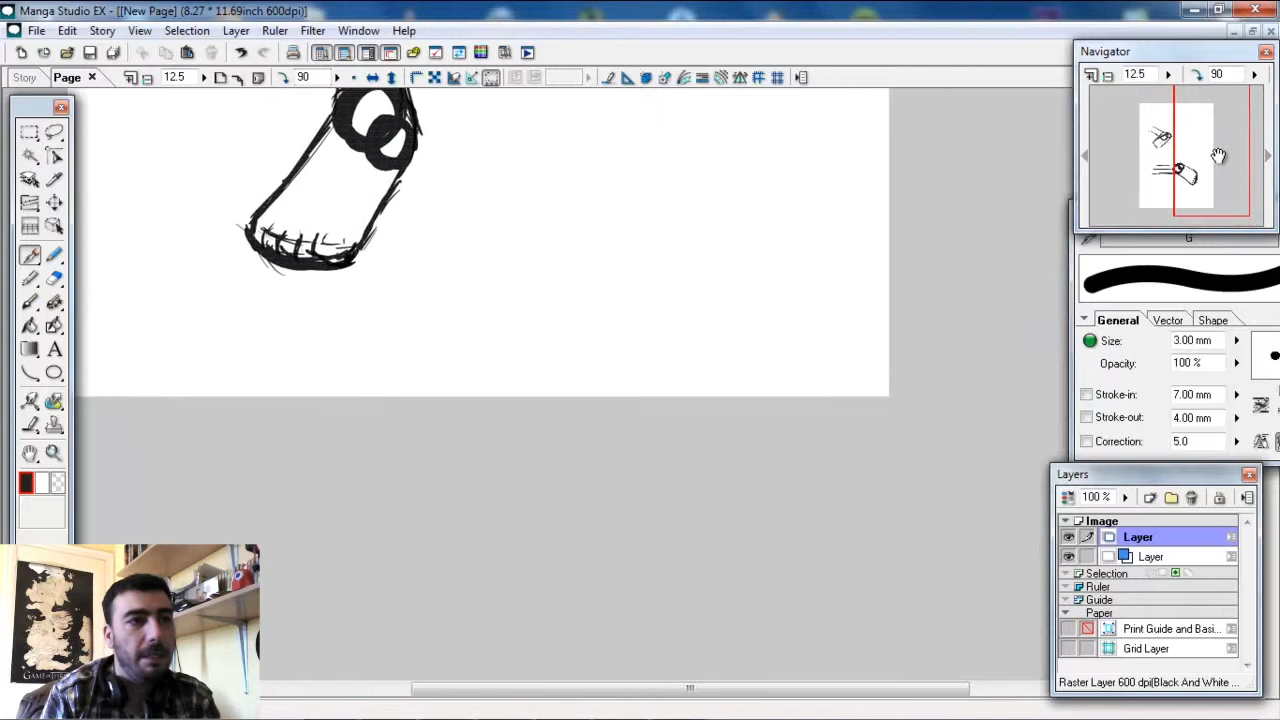 Manga Studio EX - [[New Page] (8.27 * 11.69inch 600dpi)]
File Edit Story View Selection Layer Ruler Filter Window Help
Story Page 12.5 90
Navigator
12.5 90
G
General Vector Shape
Size: 3.00 mm
Opacity: 100 %
Stroke-in: 7.00 mm
Stroke-out: 4.00 mm
Correction: 5.0
Layers
100 %
Image
Layer
Layer
Selection
Ruler
Guide
Paper
Print Guide and Basi...
Grid Layer
Raster Layer 600 dpi(Black And White ...